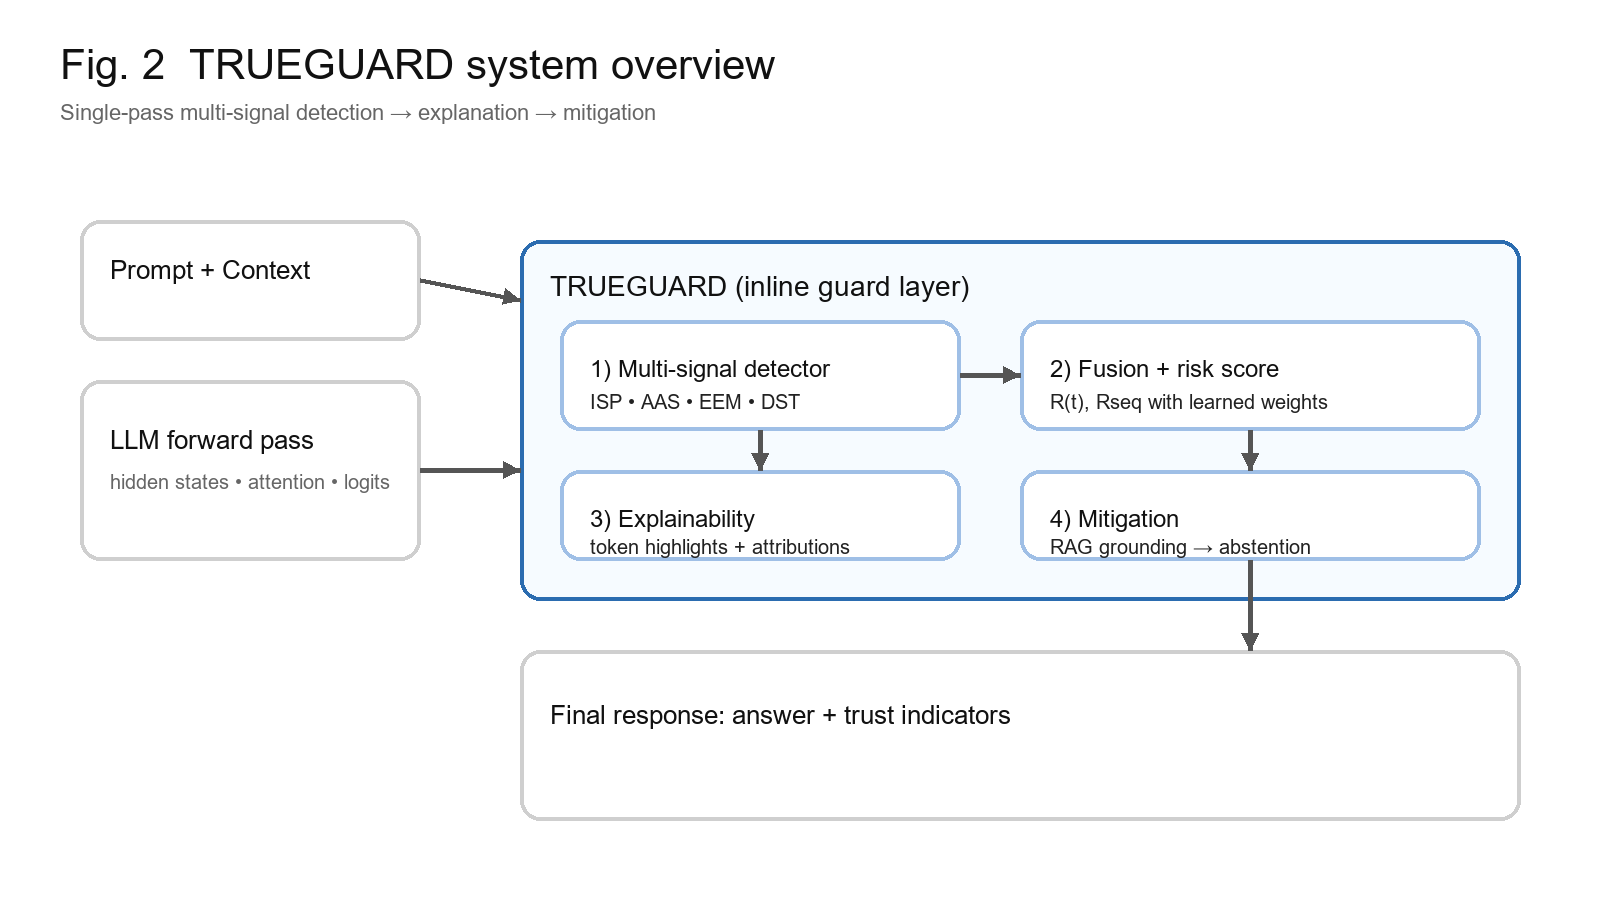 Fig. 2  TRUEGUARD system overview
Single-pass multi-signal detection → explanation → mitigation
Prompt + Context
LLM forward pass
hidden states • attention • logits
TRUEGUARD (inline guard layer)
1) Multi-signal detector
ISP • AAS • EEM • DST
2) Fusion + risk score
R(t), Rseq with learned weights
3) Explainability
token highlights + attributions
4) Mitigation
RAG grounding → abstention
Final response: answer + trust indicators